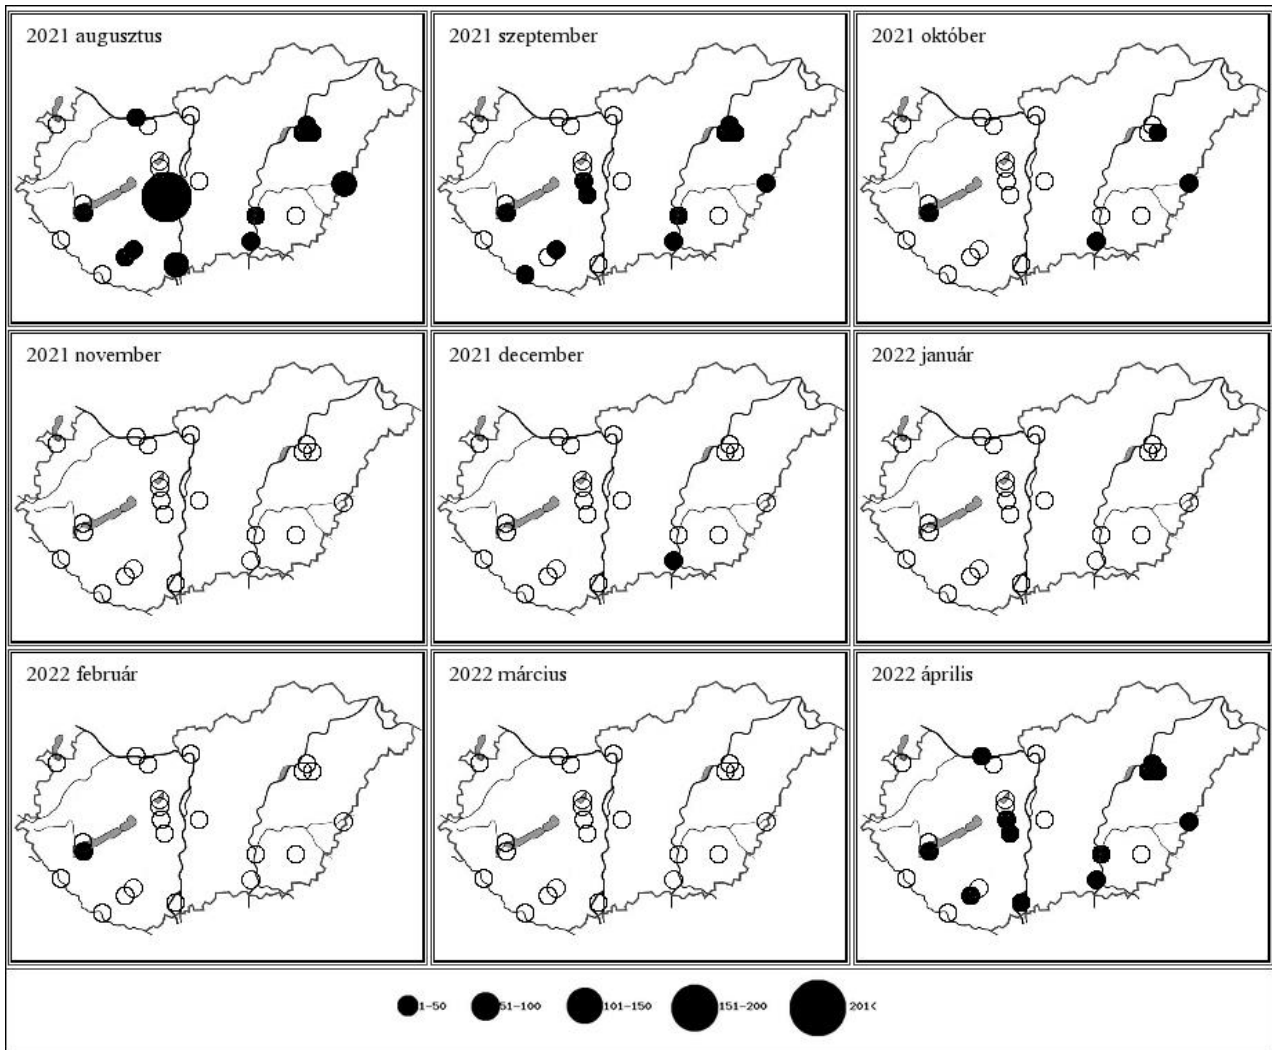 2021 augusztus
2021 szeptember
2021 október
2021 november
2021 december
2022 január
2022 február
2022 március
2022 április
1-50 51-100 101-150 151-200 201<